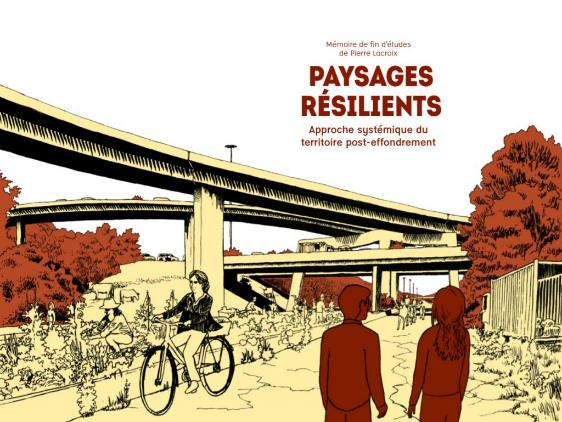 Mémoire de fin d'études
de Pierre Lacroix
PAYSAGES
RÉSILIENTS
Approche systémique du
territoire post-effondrement